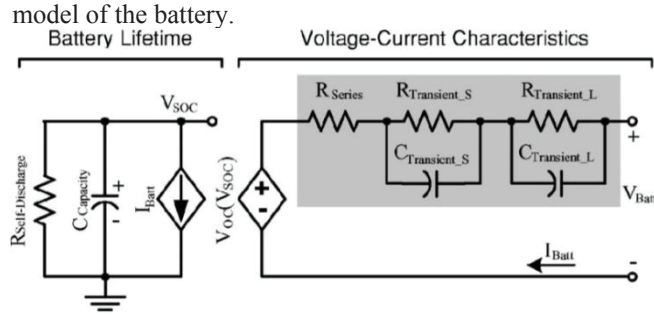 model of the battery.
Battery Lifetime
Voltage-Current Characteristics
VSOC
RSelf-Discharge
CCapacity
+
-
IBatt
VOC(VSOC)
+
-
RSeries
RTransient_S
RTransient_L
CTransient_S
CTransient_L
+
VBatt
IBatt
-